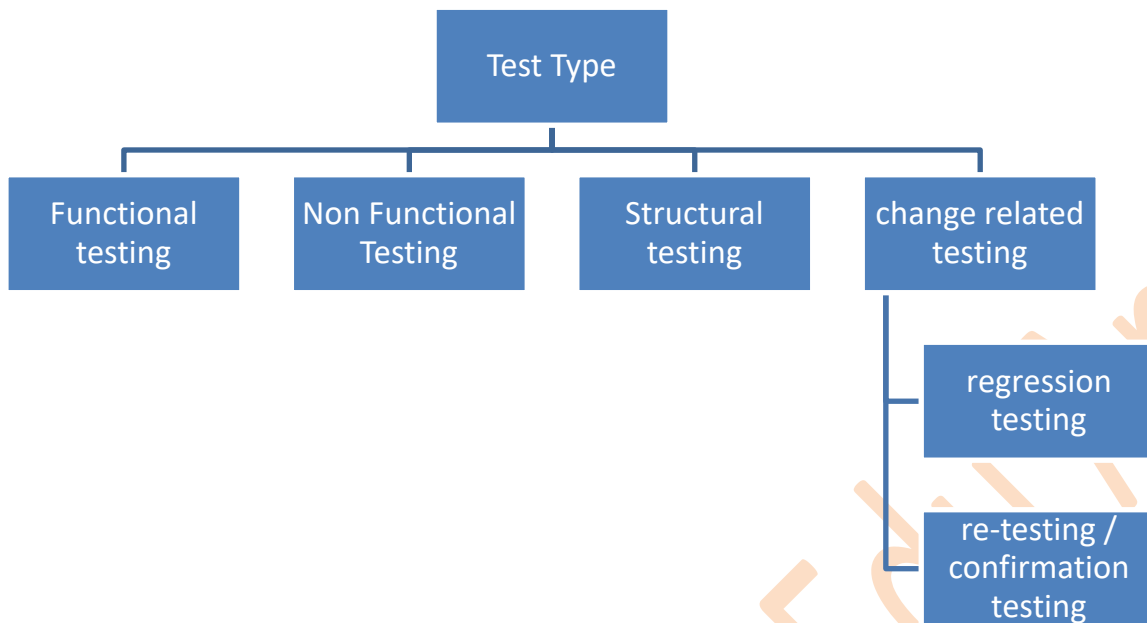 Test Type
Functional
testing
Non Functional
Testing
Structural
testing
change related
testing
regression
testing
re-testing /
confirmation
testing